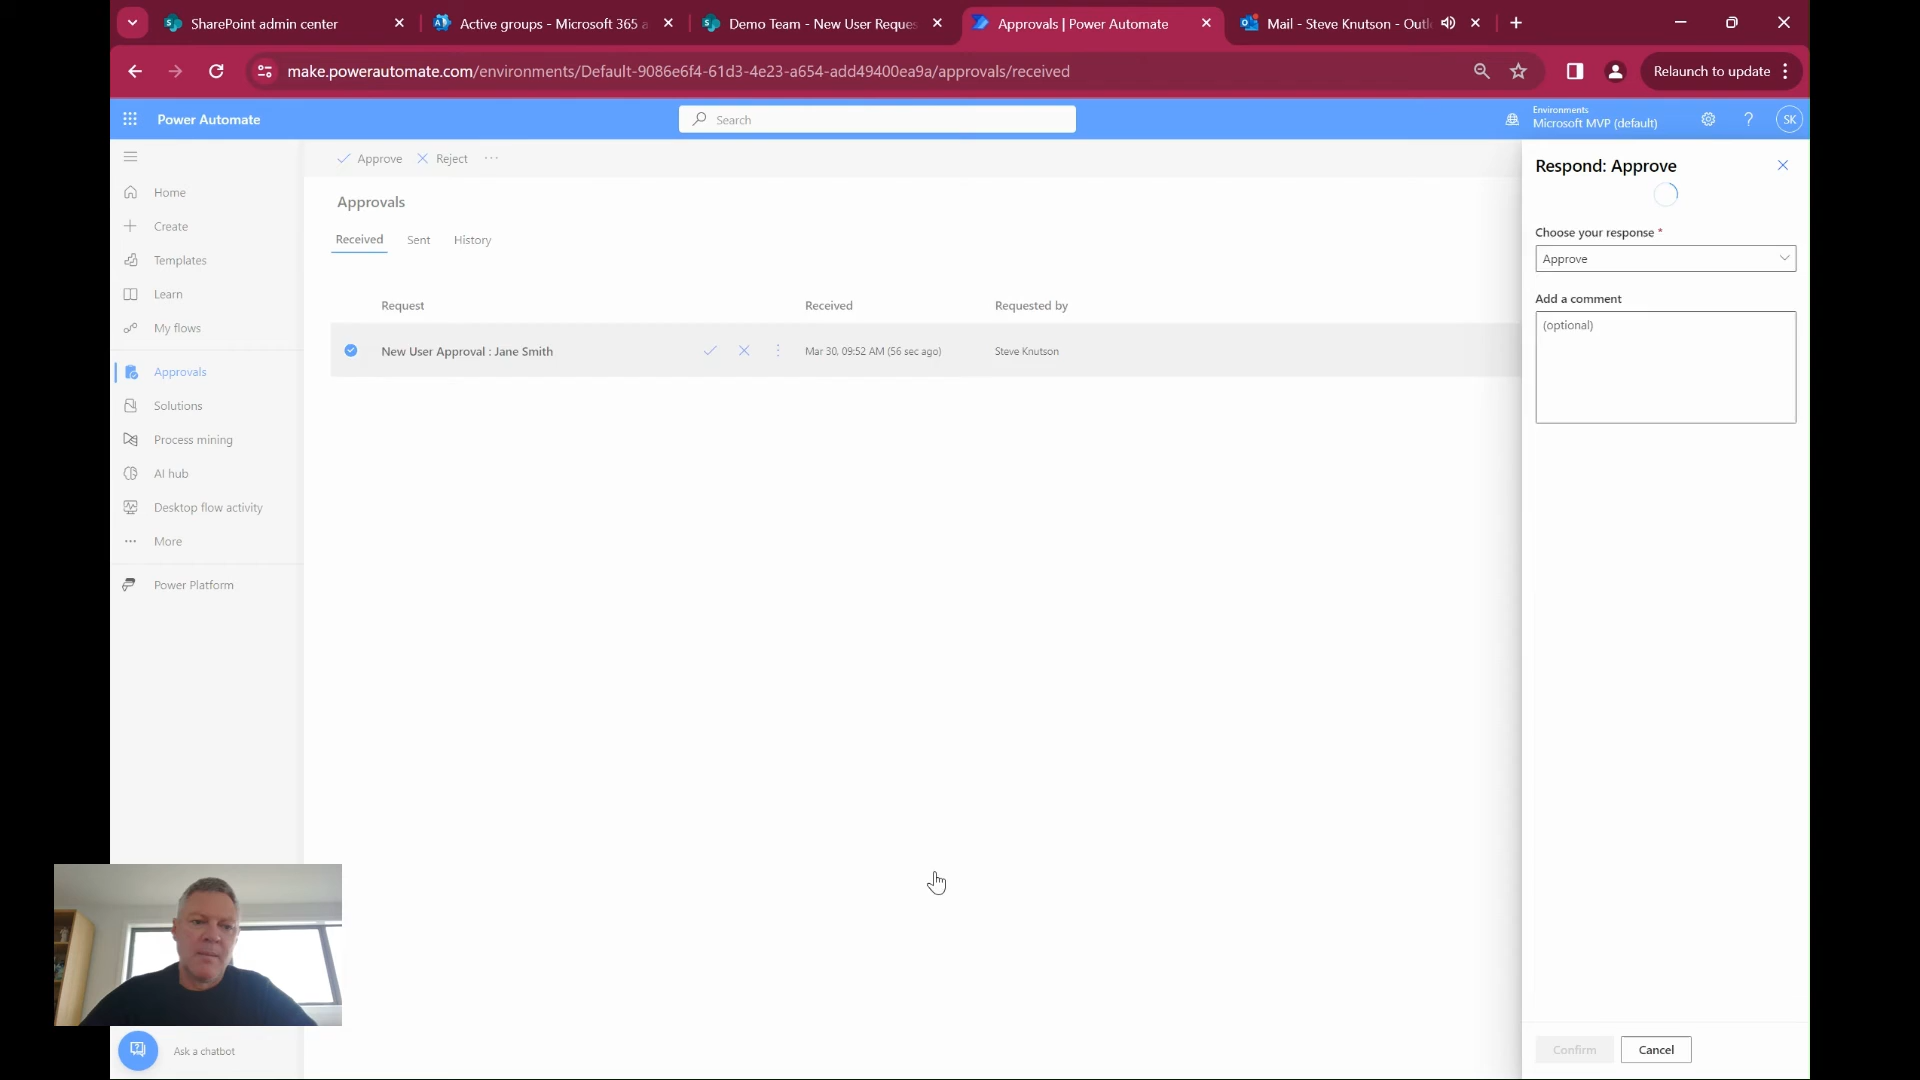 SharePoint admin center
Active groups - Microsoft 365 a
Demo Team - New User Reques
Approvals | Power Automate
Mail - Steve Knutson - Outl
make.powerautomate.com/environments/Default-9086e6f4-61d3-4e23-a654-add49400ea9a/approvals/received
Relaunch to update
Power Automate
Search
Environments
Microsoft MVP (default)
SK
Home
Create
Templates
Learn
My flows
Approvals
Solutions
Process mining
AI hub
Desktop flow activity
More
Power Platform
Ask a chatbot
Approve
Reject
Approvals
Received
Sent
History
Request
Received
Requested by
New User Approval : Jane Smith
Mar 30, 09:52 AM (56 sec ago)
Steve Knutson
Respond: Approve
Choose your response *
Approve
Add a comment
(optional)
Confirm
Cancel